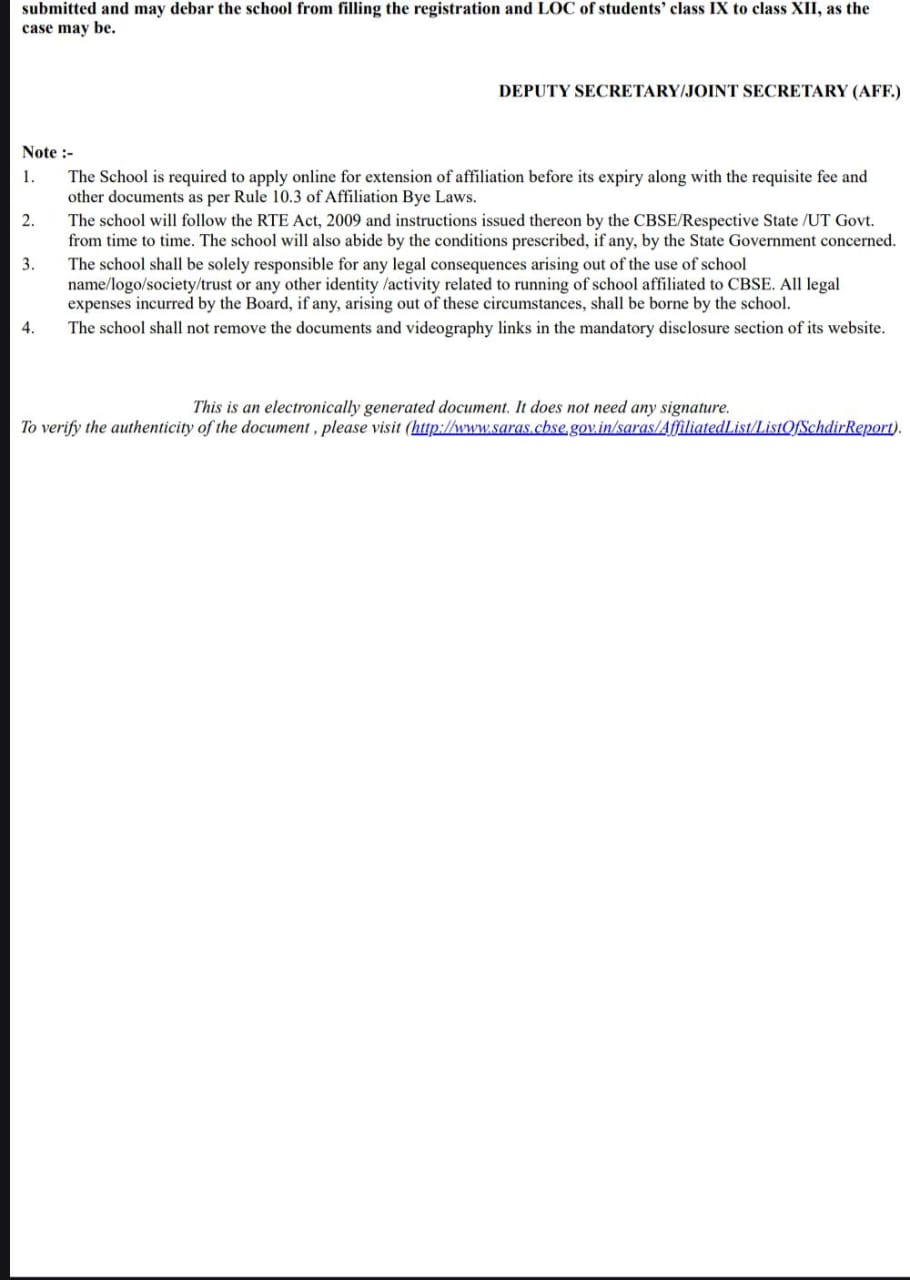 submitted and may debar the school from filling the registration and LOC of students’ class IX to class XII, as the
case may be.
DEPUTY SECRETARY/JOINT SECRETARY (AFF.)
Note :-
1. The School is required to apply online for extension of affiliation before its expiry along with the requisite fee and
other documents as per Rule 10.3 of Affiliation Bye Laws.
2. The school will follow the RTE Act, 2009 and instructions issued thereon by the CBSE/Respective State /UT Govt.
from time to time. The school will also abide by the conditions prescribed, if any, by the State Government concerned.
3. The school shall be solely responsible for any legal consequences arising out of the use of school
name/logo/society/trust or any other identity /activity related to running of school affiliated to CBSE. All legal
expenses incurred by the Board, if any, arising out of these circumstances, shall be borne by the school.
4. The school shall not remove the documents and videography links in the mandatory disclosure section of its website.
This is an electronically generated document. It does not need any signature.
To verify the authenticity of the document , please visit (http://www.saras.cbse.gov.in/saras/AffiliatedList/ListOfSchdirReport).